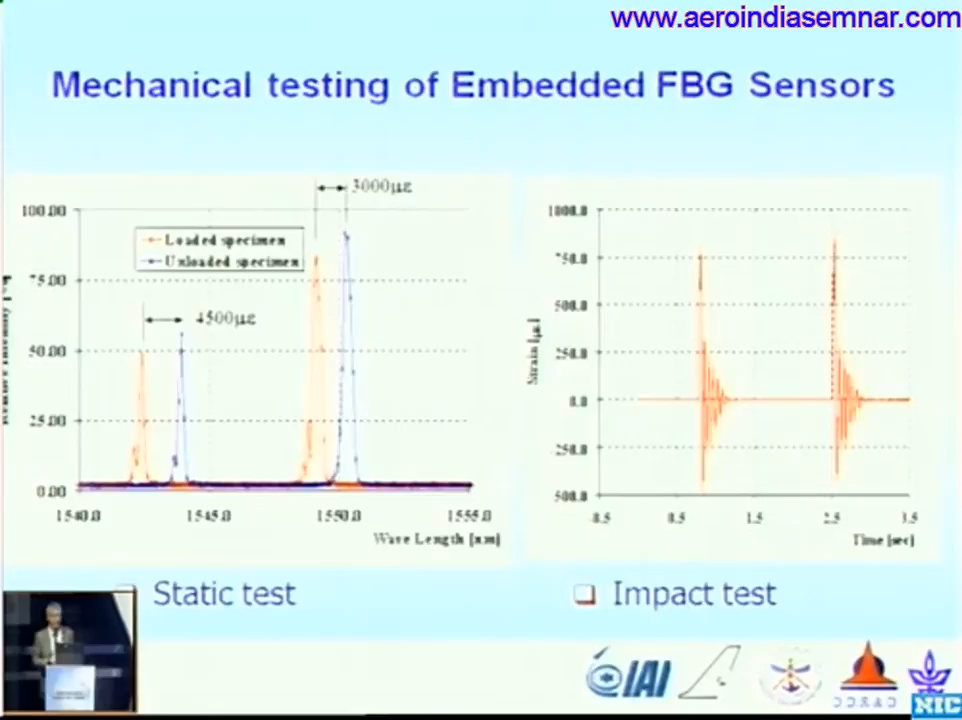 www.aeroindiasemnar.com
Mechanical testing of Embedded FBG Sensors
3000µε
100.00
Loaded specimen
Unloaded specimen
75.00
4500µε
50.00
25.00
0.00
1540.0 1545.0 1550.0 1555.0
Wave Length [nm]
1000.0
750.0
500.0
250.0
0.0
250.0
500.0
Strain [µε]
0.5 1.5 2.5 3.5
Time [sec]
Static test
❑ Impact test
IAI
NIC